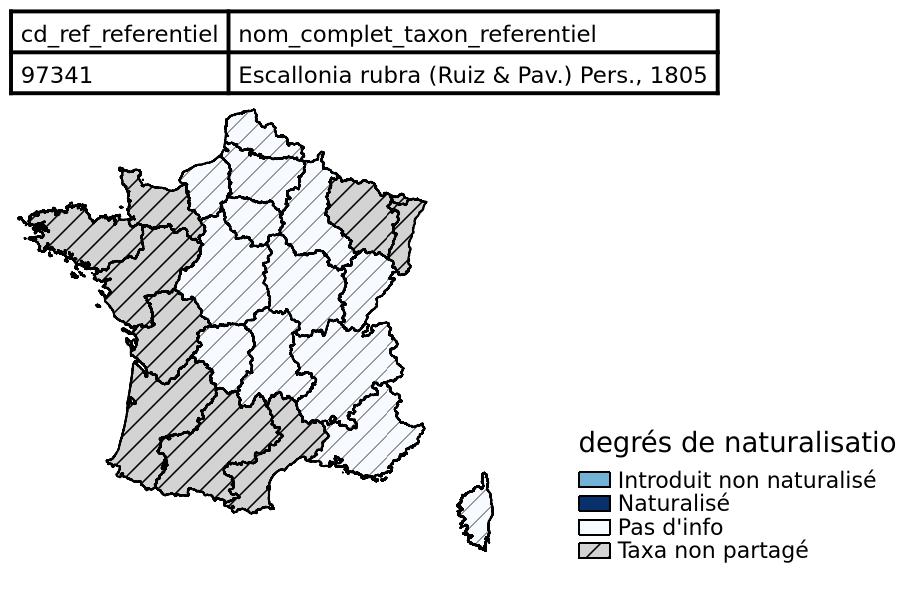 cd_ref_referentiel nom_complet_taxon_referentiel
97341 Escallonia rubra (Ruiz & Pav.) Pers., 1805
degrés de naturalisatio
Introduit non naturalisé
Naturalisé
Pas d'info
Taxa non partagé